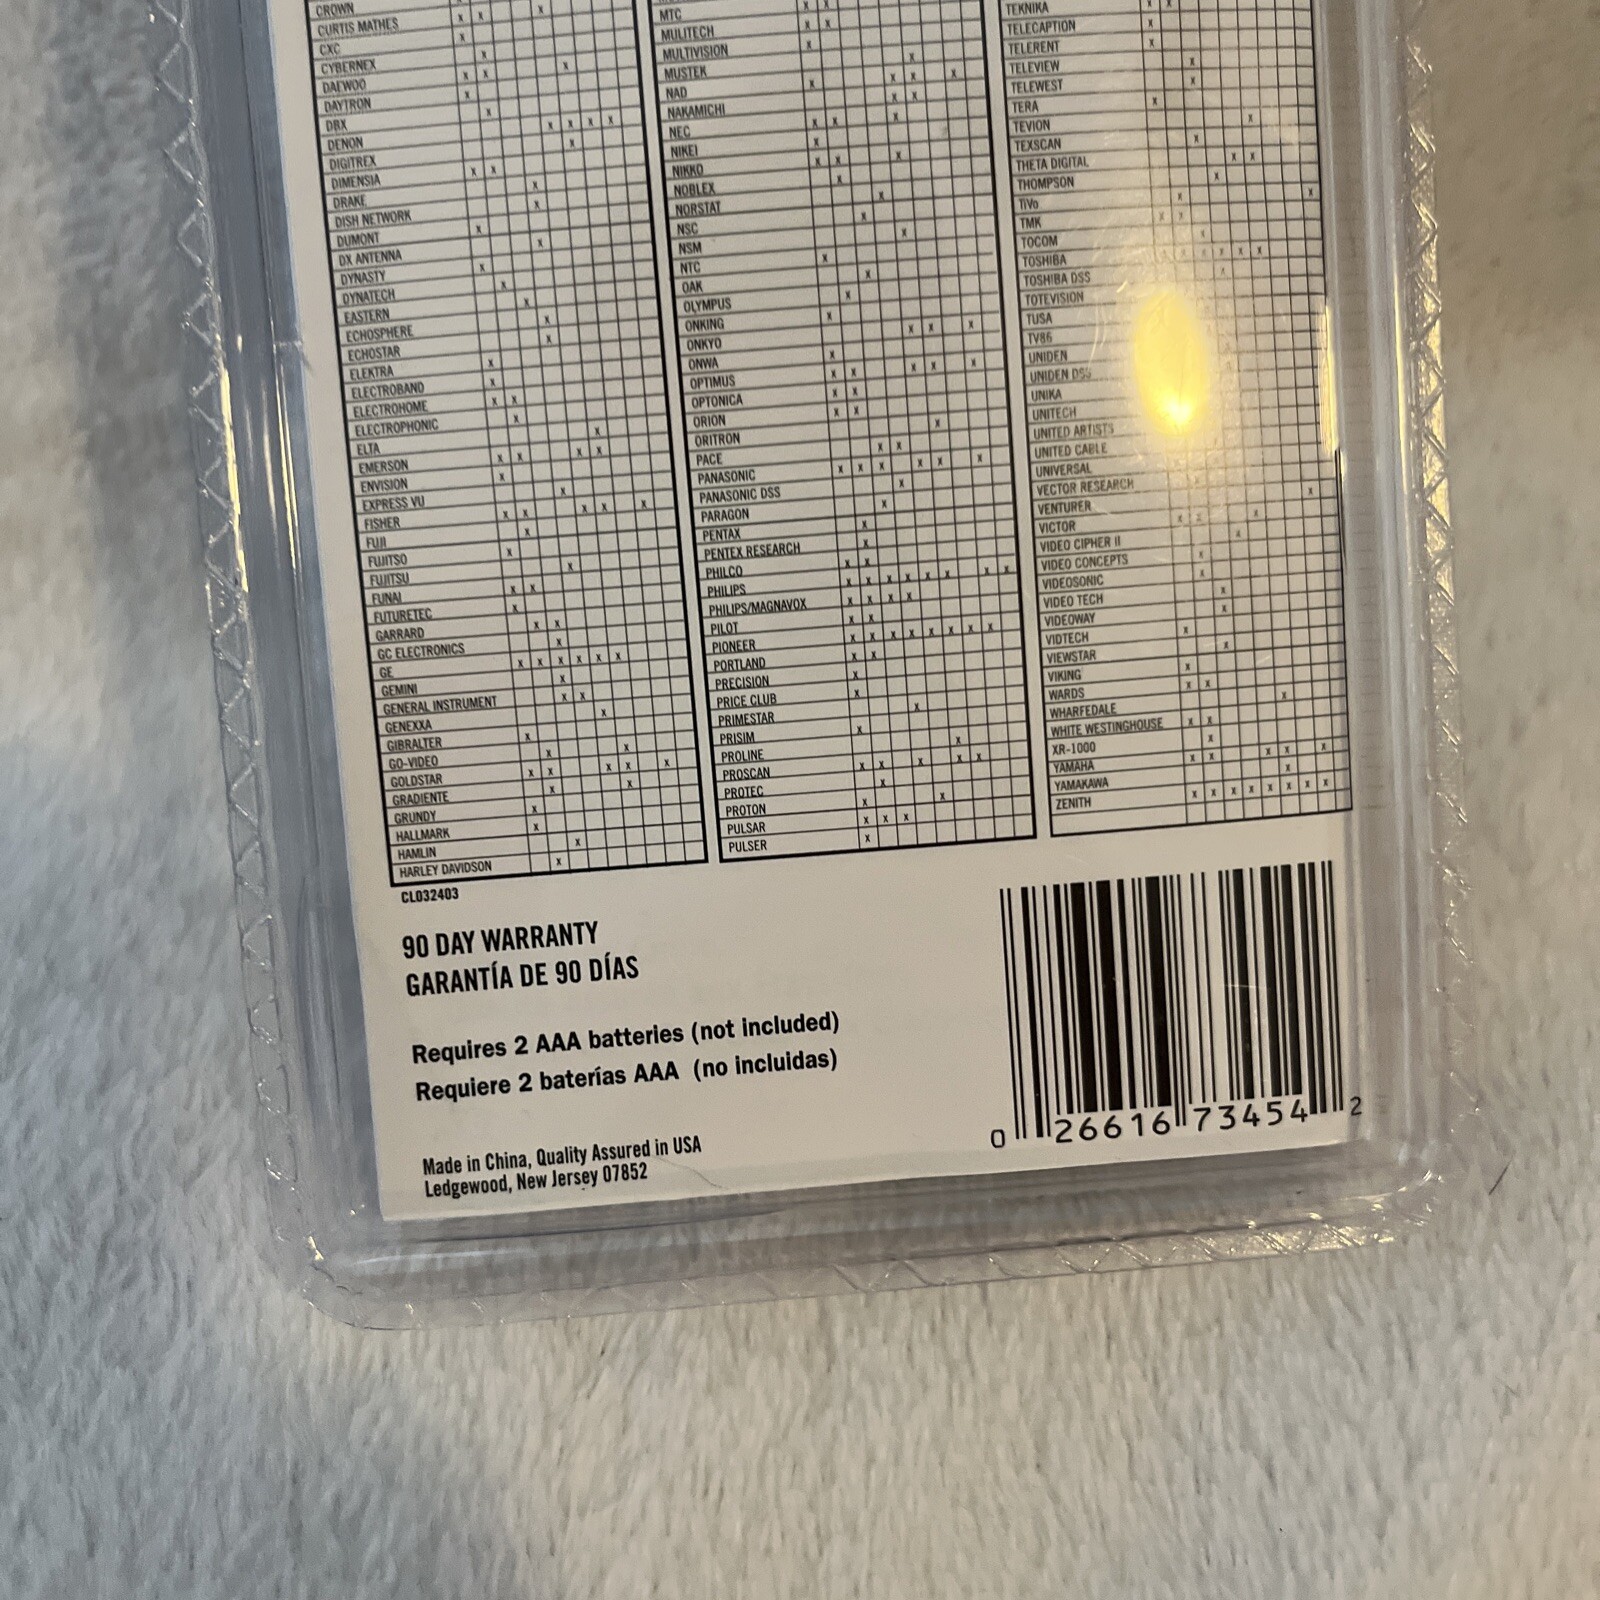 CROWN
CURTIS MATHES
CXC
CYBERNEX
DAEWOO
DAYTRON
DBX
DENON
DIGITREX
DIMENSIA
DRAKE
DISH NETWORK
DUMONT
DX ANTENNA
DYNASTY
DYNATECH
EASTERN
ECHOSPHERE
ECHOSTAR
ELEKTRA
ELECTROBAND
ELECTROHOME
ELECTROPHONIC
ELTA
EMERSON
ENVISION
EXPRESS VU
FISHER
FUJI
FUJITSO
FUJITSU
FUNAI
FUTURETEC
GARRARD
GC ELECTRONICS
GE
GEMINI
GENERAL INSTRUMENT
GENEXXA
GIBRALTER
GO-VIDEO
GOLDSTAR
GRADIENTE
GRUNDY
HALLMARK
HAMLIN
HARLEY DAVIDSON
MTC
MULITECH
MULTIVISION
MUSTEK
NAD
NAKAMICHI
NEC
NIKEI
NIKKO
NOBLEX
NORSTAT
NSC
NSM
NTC
OAK
OLYMPUS
ONKING
ONKYO
ONWA
OPTIMUS
OPTONICA
ORION
ORITRON
PACE
PANASONIC
PANASONIC DSS
PARAGON
PENTAX
PENTEX RESEARCH
PHILCO
PHILIPS
PHILIPS/MAGNAVOX
PILOT
PIONEER
PORTLAND
PRECISION
PRICE CLUB
PRIMESTAR
PRISIM
PROLINE
PROSCAN
PROTEC
PROTON
PULSAR
PULSER
TEKNIKA
TELECAPTION
TELERENT
TELEVIEW
TELEWEST
TERA
TEVION
TEXSCAN
THETA DIGITAL
THOMPSON
TiVo
TMK
TOCOM
TOSHIBA
TOSHIBA DSS
TOTEVISION
TUSA
TV86
UNIDEN
UNIDEN DSS
UNIKA
UNITECH
UNITED ARTISTS
UNITED CABLE
UNIVERSAL
VECTOR RESEARCH
VENTURER
VICTOR
VIDEO CIPHER II
VIDEO CONCEPTS
VIDEOSONIC
VIDEO TECH
VIDEOWAY
VIDTECH
VIEWSTAR
VIKING
WARDS
WHARFEDALE
WHITE WESTINGHOUSE
XR-1000
YAMAHA
YAMAKAWA
ZENITH
CL032403
90 DAY WARRANTY
GARANTÍA DE 90 DÍAS
Requires 2 AAA batteries (not included)
Requiere 2 baterías AAA (no incluidas)
Made in China, Quality Assured in USA
Ledgewood, New Jersey 07852
0 26616 73454 2